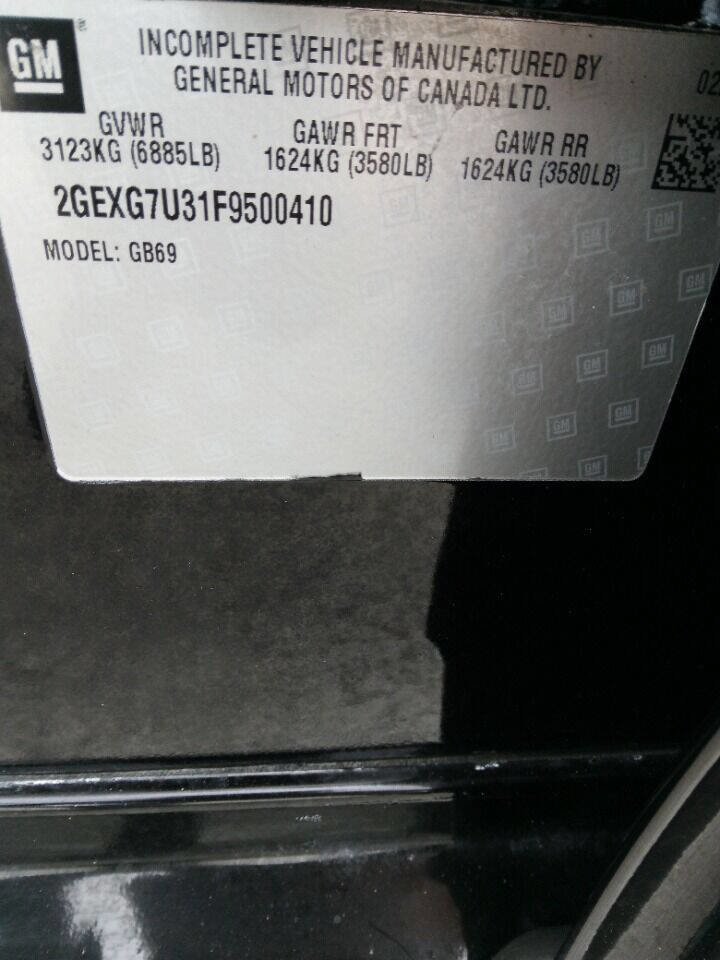 GM
INCOMPLETE VEHICLE MANUFACTURED BY
GENERAL MOTORS OF CANADA LTD.
02
GVWR GAWR FRT GAWR RR
3123KG (6885LB) 1624KG (3580LB) 1624KG (3580LB)
2GEXG7U31F9500410
MODEL: GB69